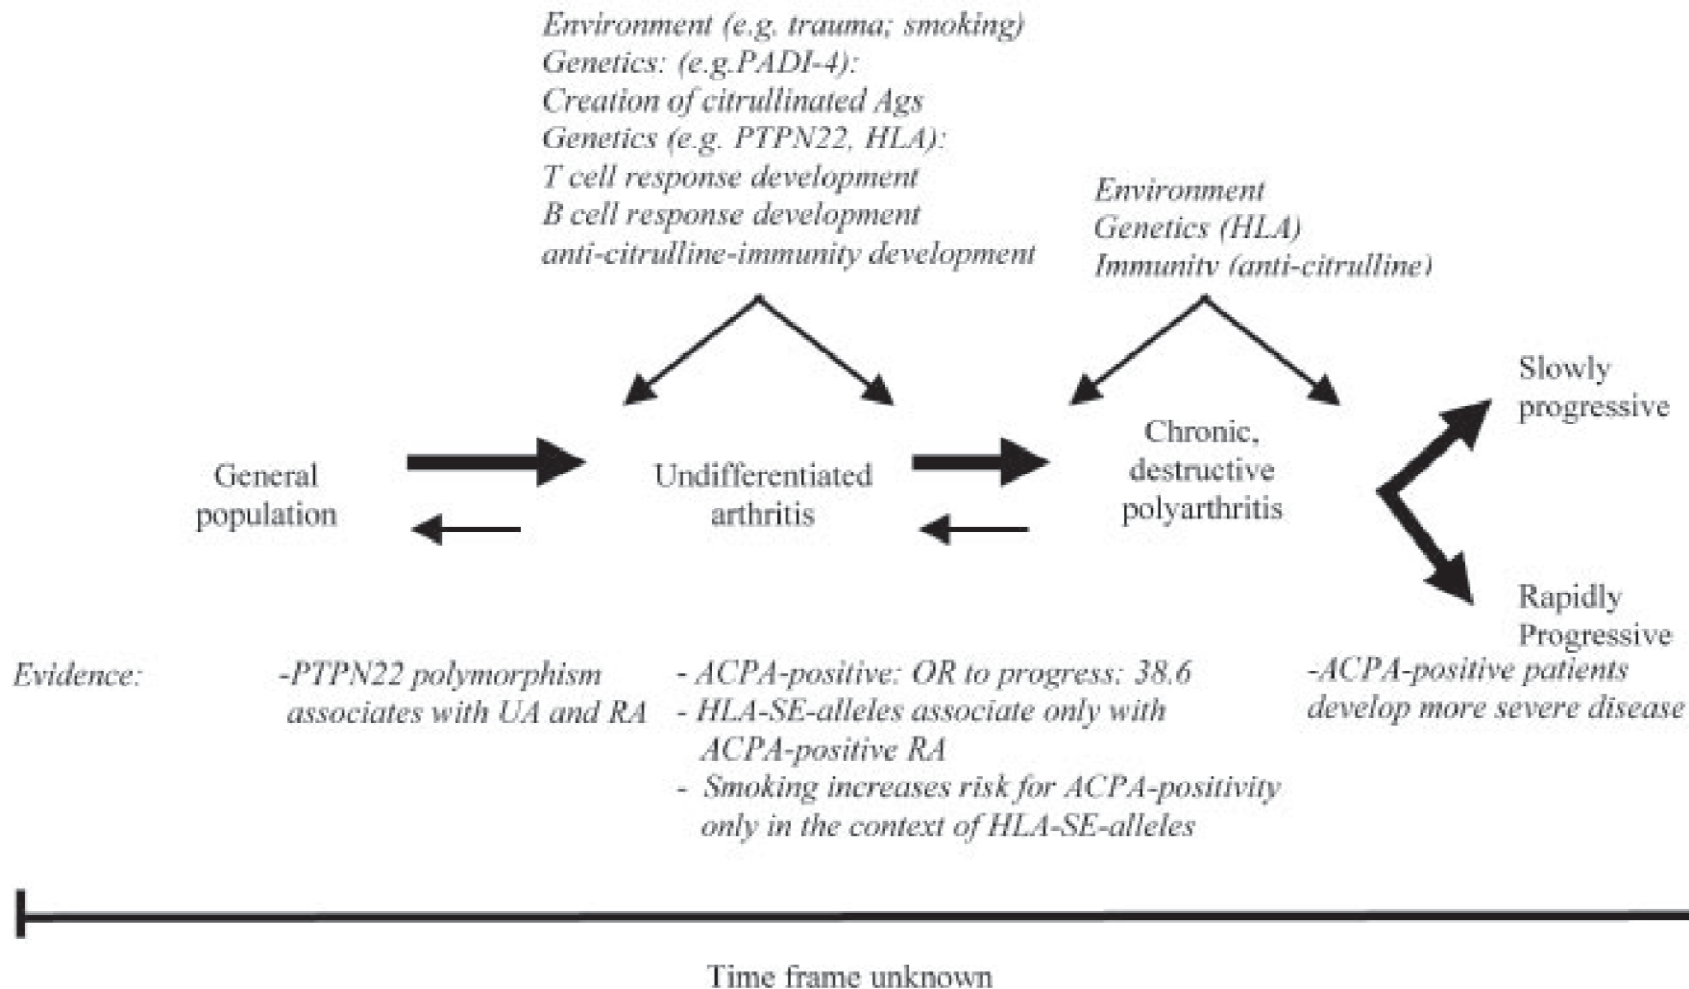 Environment (e.g. trauma; smoking)
Genetics: (e.g.PADI-4):
Creation of citrullinated Ags
Genetics (e.g. PTPN22, HLA):
T cell response development
B cell response development
anti-citrulline-immunity development
Environment
Genetics (HLA)
Immunity (anti-citrulline)
General
population
Undifferentiated
arthritis
Chronic,
destructive
polyarthritis
Slowly
progressive
Rapidly
Progressive
Evidence:
-PTPN22 polymorphism
associates with UA and RA
- ACPA-positive: OR to progress: 38.6
- HLA-SE-alleles associate only with
ACPA-positive RA
- Smoking increases risk for ACPA-positivity
only in the context of HLA-SE-alleles
-ACPA-positive patients
develop more severe disease
Time frame unknown